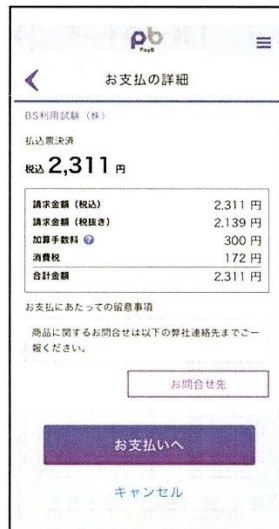 pb
PayB
お支払の詳細
BS利用試験（株）
払込票決済
税込 2,311 円
請求金額（税込） 2,311 円
請求金額（税抜き） 2,139 円
加算手数料 ? 300 円
消費税 172 円
合計金額 2,311 円
お支払にあたっての留意事項
商品に関するお問合せは以下の弊社連絡先までご一
報ください。
お問合せ先
お支払いへ
キャンセル